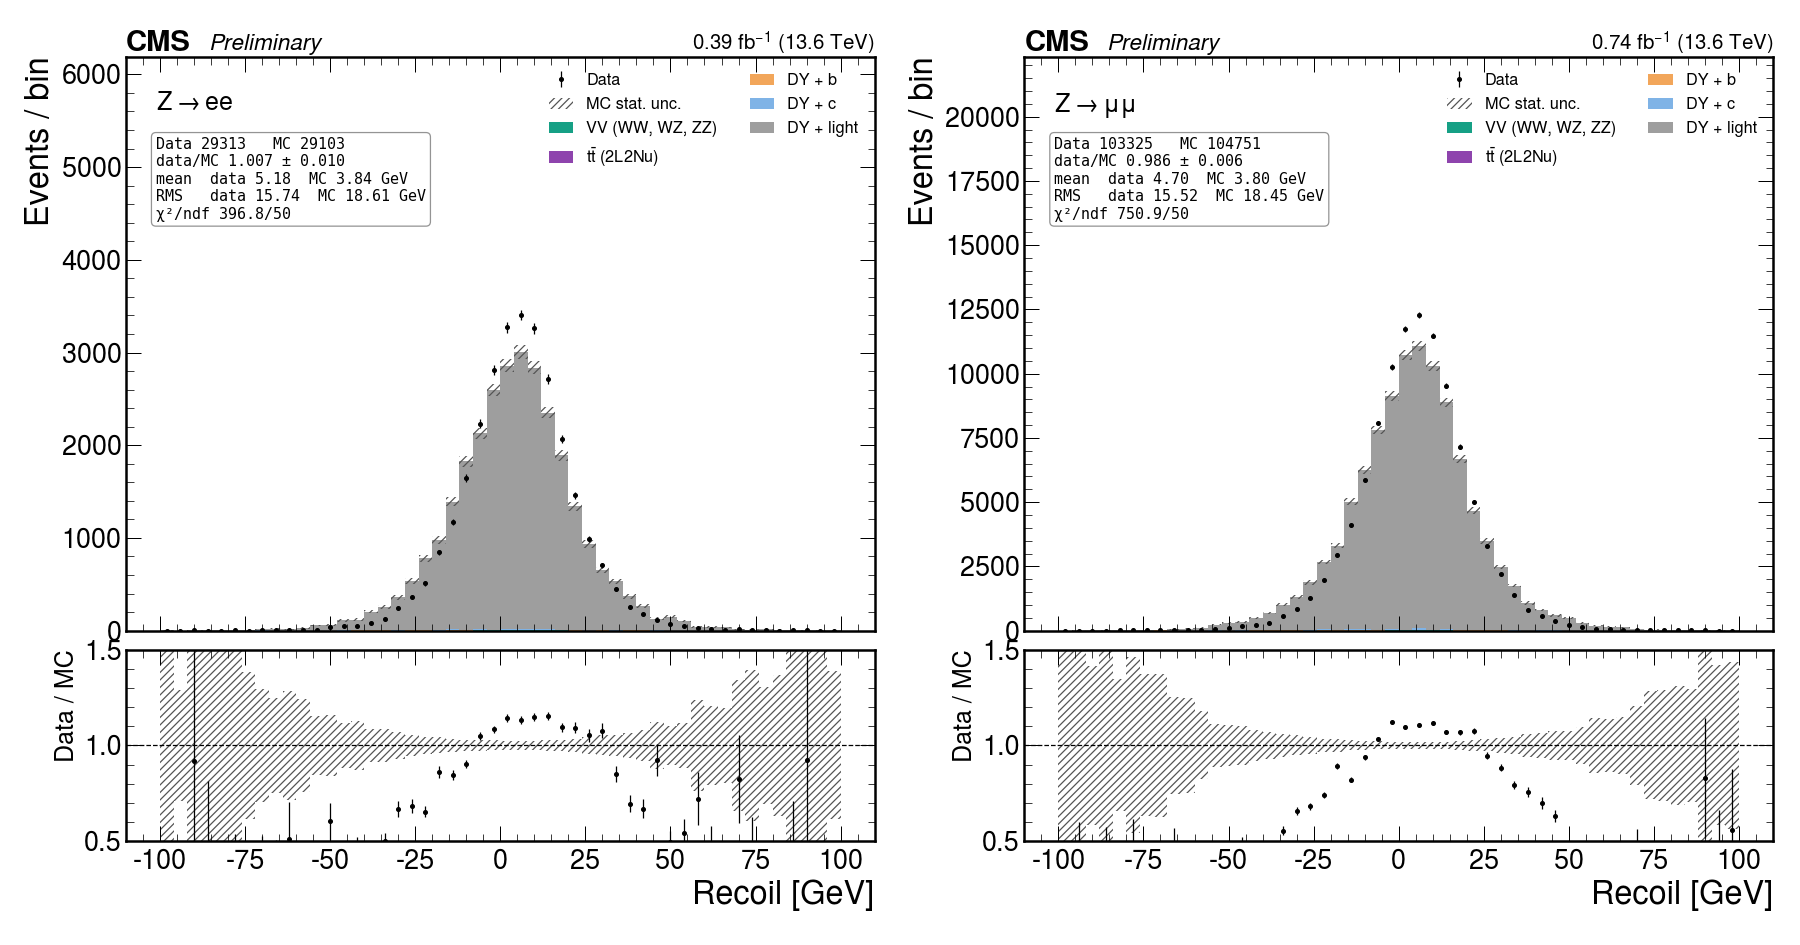 CMS Preliminary 0.39 fb⁻¹ (13.6 TeV)
Events / bin
6000
5000
4000
3000
2000
1000
0
Z → ee
Data 29313 MC 29103
data/MC 1.007 ± 0.010
mean data 5.18 MC 3.84 GeV
RMS data 15.74 MC 18.61 GeV
χ²/ndf 396.8/50
Data
MC stat. unc.
VV (WW, WZ, ZZ)
tt̄ (2L2Nu)
DY + b
DY + c
DY + light
Data / MC
1.5
1.0
0.5
-100 -75 -50 -25 0 25 50 75 100
Recoil [GeV]
CMS Preliminary 0.74 fb⁻¹ (13.6 TeV)
Events / bin
20000
17500
15000
12500
10000
7500
5000
2500
0
Z → μμ
Data 103325 MC 104751
data/MC 0.986 ± 0.006
mean data 4.70 MC 3.80 GeV
RMS data 15.52 MC 18.45 GeV
χ²/ndf 750.9/50
Data
MC stat. unc.
VV (WW, WZ, ZZ)
tt̄ (2L2Nu)
DY + b
DY + c
DY + light
Data / MC
1.5
1.0
0.5
-100 -75 -50 -25 0 25 50 75 100
Recoil [GeV]